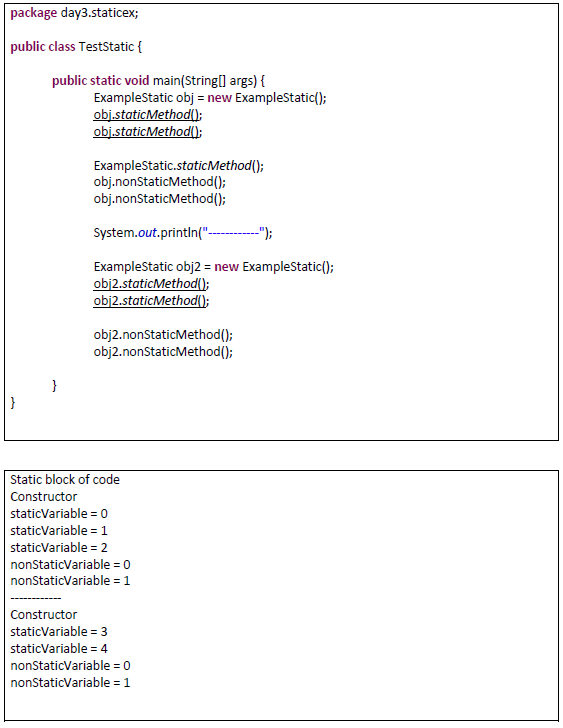 package day3.staticex;
public class TestStatic {
public static void main(String[] args) {
ExampleStatic obj = new ExampleStatic();
obj.staticMethod();
obj.staticMethod();
ExampleStatic.staticMethod();
obj.nonStaticMethod();
obj.nonStaticMethod();
System.out.println("------------");
ExampleStatic obj2 = new ExampleStatic();
obj2.staticMethod();
obj2.staticMethod();
obj2.nonStaticMethod();
obj2.nonStaticMethod();
}
}
Static block of code
Constructor
staticVariable = 0
staticVariable = 1
staticVariable = 2
nonStaticVariable = 0
nonStaticVariable = 1
------------
Constructor
staticVariable = 3
staticVariable = 4
nonStaticVariable = 0
nonStaticVariable = 1